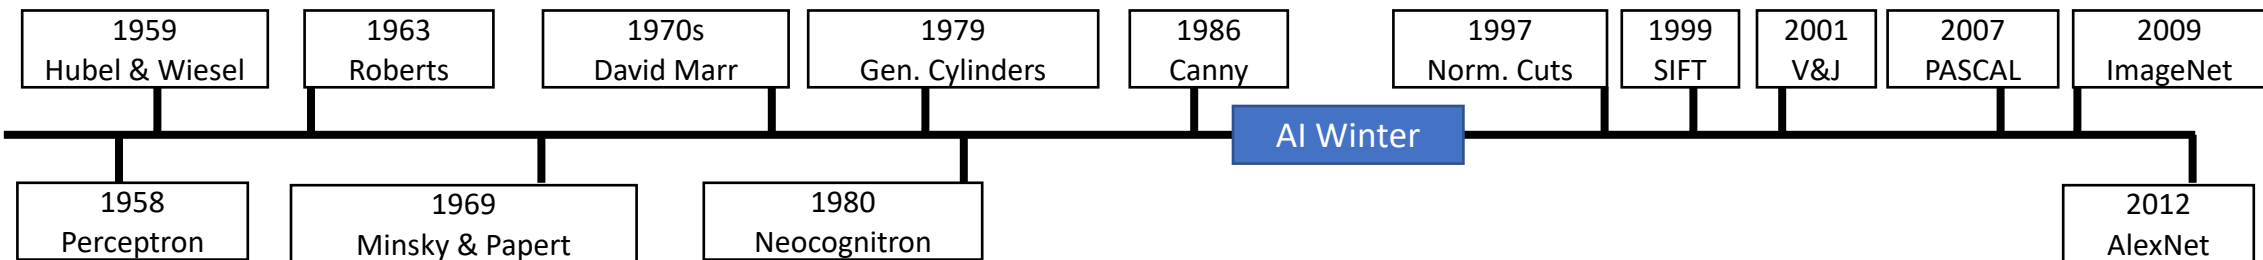 1959
Hubel & Wiesel
1963
Roberts
1970s
David Marr
1979
Gen. Cylinders
1986
Canny
1997
Norm. Cuts
1999
SIFT
2001
V&J
2007
PASCAL
2009
ImageNet
AI Winter
1958
Perceptron
1969
Minsky & Papert
1980
Neocognitron
2012
AlexNet